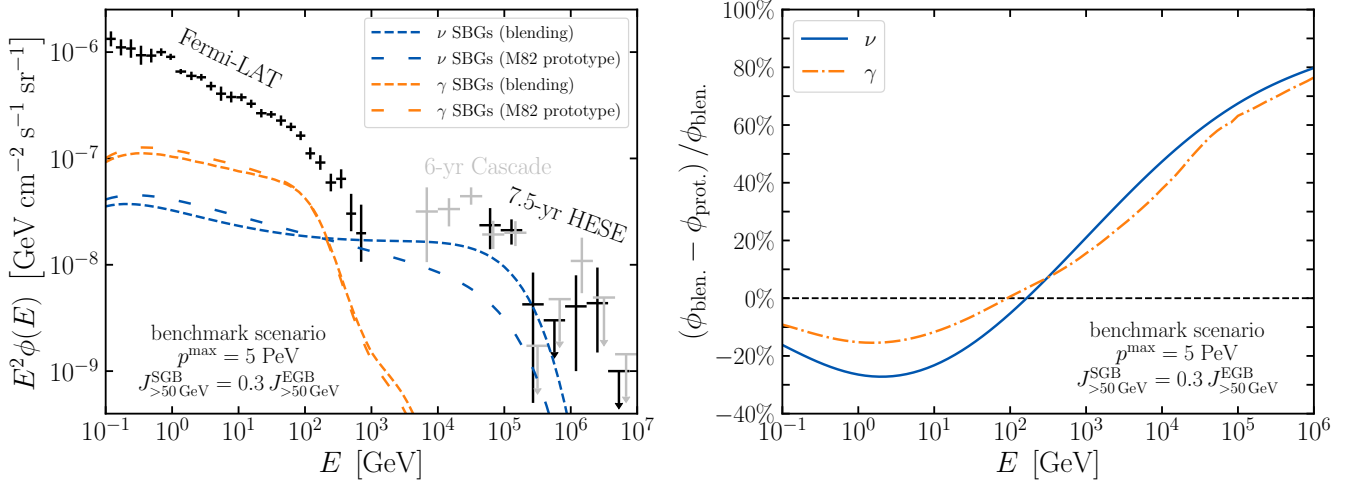 10⁻⁶
10⁻⁷
10⁻⁸
10⁻⁹
E²ϕ(E) [GeV cm⁻² s⁻¹ sr⁻¹]
Fermi-LAT
ν SBGs (blending)
ν SBGs (M82 prototype)
γ SBGs (blending)
γ SBGs (M82 prototype)
6-yr Cascade
7.5-yr HESE
benchmark scenario
p^max = 5 PeV
J^SGB_>50 GeV = 0.3 J^EGB_>50 GeV
10⁻¹ 10⁰ 10¹ 10² 10³ 10⁴ 10⁵ 10⁶ 10⁷
E [GeV]
100%
80%
60%
40%
20%
0%
−20%
−40%
(ϕ_blen. − ϕ_prot.)/ϕ_blen.
ν
γ
benchmark scenario
p^max = 5 PeV
J^SGB_>50 GeV = 0.3 J^EGB_>50 GeV
10⁻¹ 10⁰ 10¹ 10² 10³ 10⁴ 10⁵ 10⁶
E [GeV]